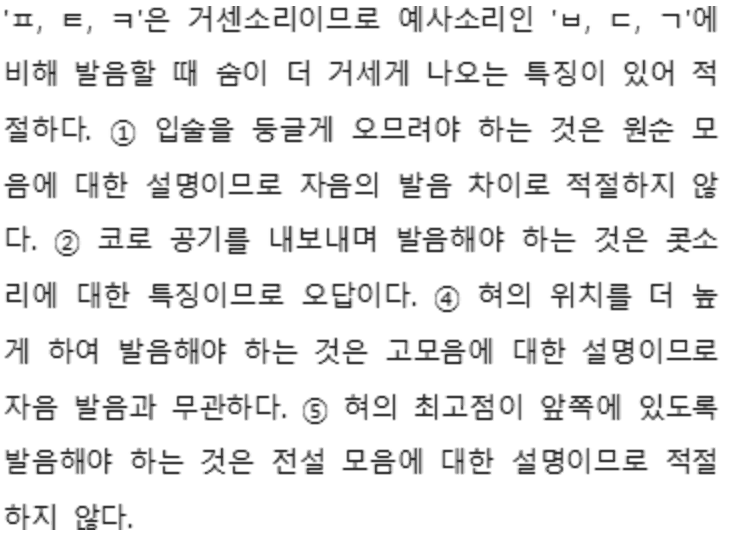 'ㅍ, ㅌ, ㅋ'은 거센소리이므로 예사소리인 'ㅂ, ㄷ, ㄱ'에
비해 발음할 때 숨이 더 거세게 나오는 특징이 있어 적
절하다. ① 입술을 둥글게 오므려야 하는 것은 원순 모
음에 대한 설명이므로 자음의 발음 차이로 적절하지 않
다. ② 코로 공기를 내보내며 발음해야 하는 것은 콧소
리에 대한 특징이므로 오답이다. ④ 혀의 위치를 더 높
게 하여 발음해야 하는 것은 고모음에 대한 설명이므로
자음 발음과 무관하다. ⑤ 혀의 최고점이 앞쪽에 있도록
발음해야 하는 것은 전설 모음에 대한 설명이므로 적절
하지 않다.